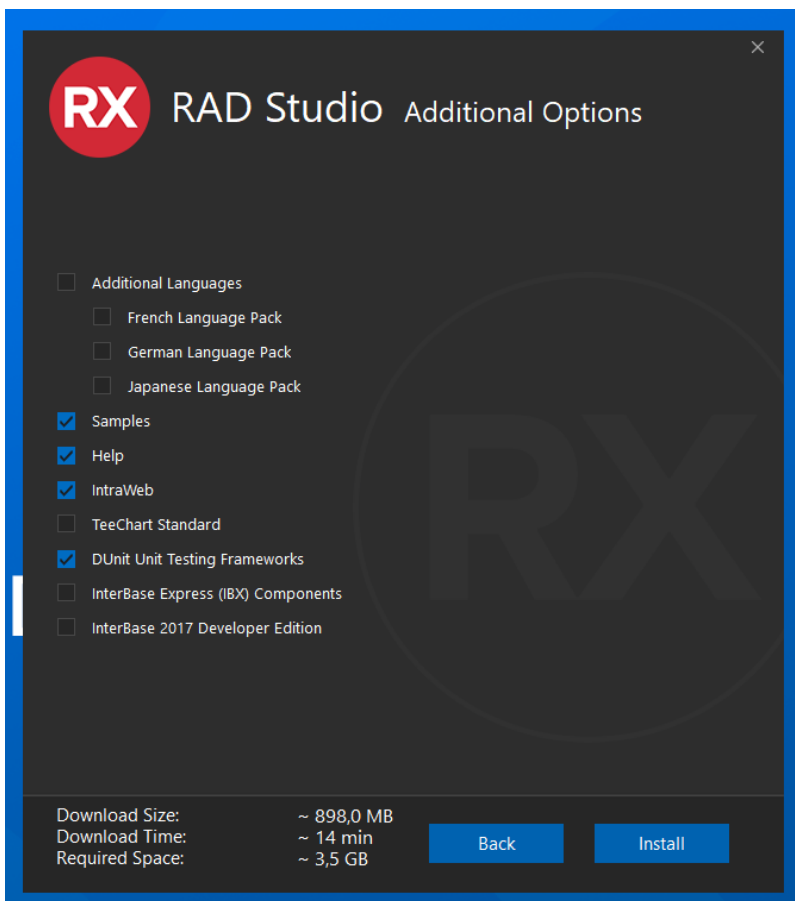 RX RAD Studio Additional Options
Additional Languages
French Language Pack
German Language Pack
Japanese Language Pack
Samples
Help
IntraWeb
TeeChart Standard
DUnit Unit Testing Frameworks
InterBase Express (IBX) Components
InterBase 2017 Developer Edition
RX
Download Size: ~ 898,0 MB
Download Time: ~ 14 min
Required Space: ~ 3,5 GB
Back Install